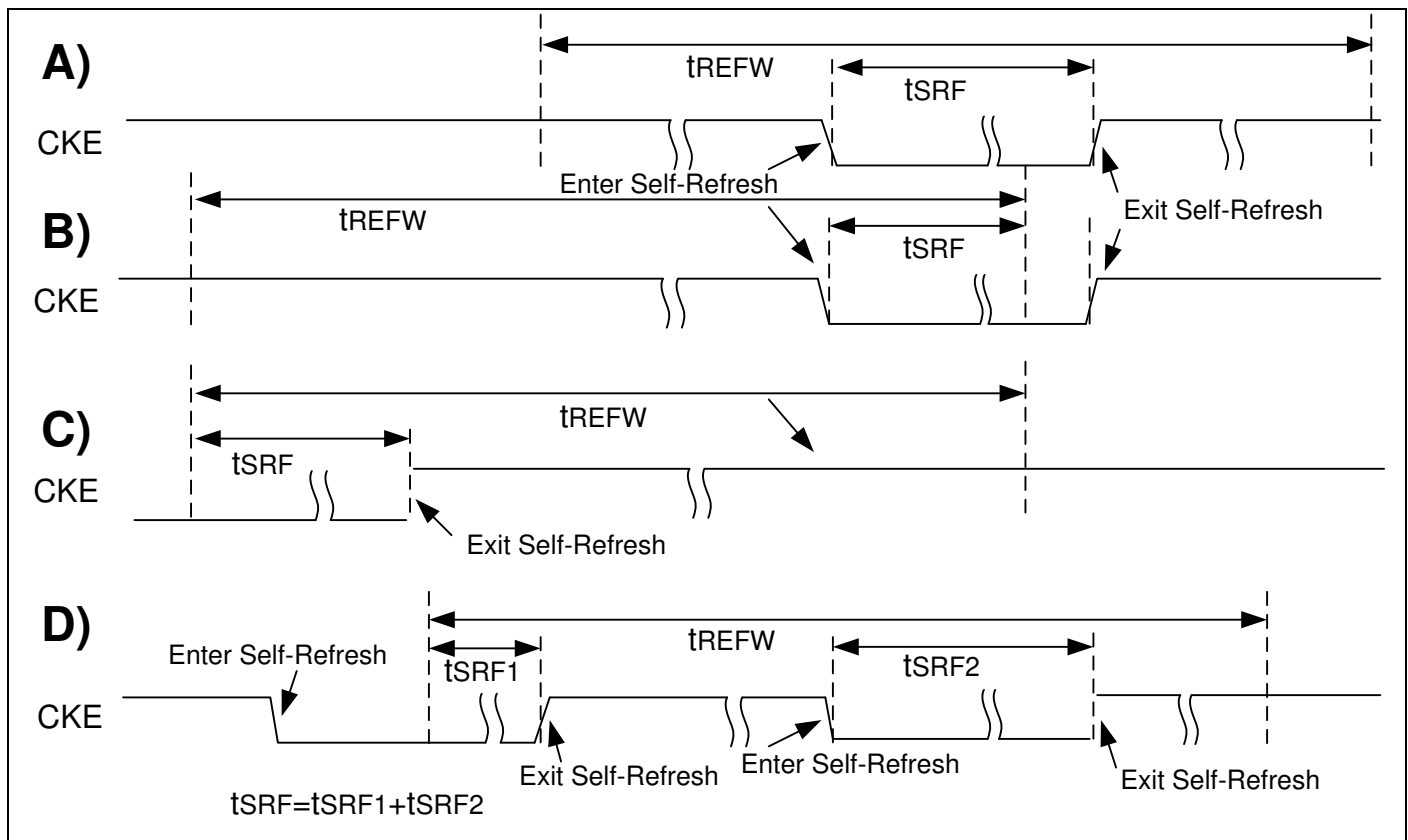 A)
tREFW
tSRF
CKE
Enter Self-Refresh
Exit Self-Refresh
B)
tREFW
tSRF
CKE
C)
tREFW
tSRF
CKE
Exit Self-Refresh
D)
Enter Self-Refresh
tREFW
tSRF1
tSRF2
CKE
Exit Self-Refresh
Enter Self-Refresh
Exit Self-Refresh
tSRF=tSRF1+tSRF2